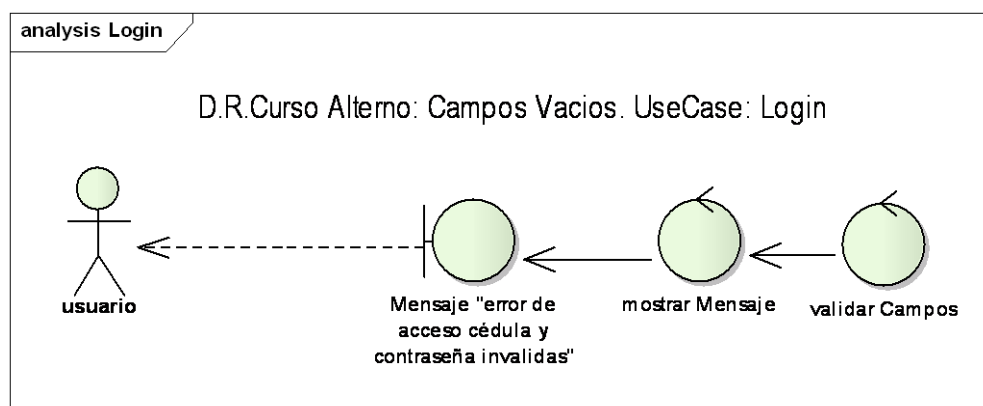 analysis Login
D.R.Curso Alterno: Campos Vacios. UseCase: Login
usuario
Mensaje "error de
acceso cédula y
contraseña invalidas"
mostrar Mensaje
validar Campos